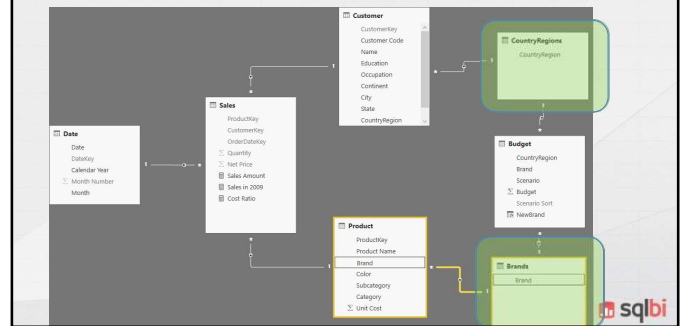 Customer
CustomerKey
Customer Code
Name
Education
Occupation
Continent
City
State
CountryRegion
CountryRegions
CountryRegion
Sales
ProductKey
CustomerKey
OrderDateKey
Σ Quantity
Σ Net Price
Sales Amount
Sales in 2009
Cost Ratio
Date
Date
DateKey
Calendar Year
Σ Month Number
Month
Budget
CountryRegion
Brand
Scenario
Σ Budget
Scenario Sort
NewBrand
Product
ProductKey
Product Name
Brand
Color
Subcategory
Category
Σ Unit Cost
Brands
Brand
1
*
1
*
1
*
1
*
*
1
*
1
*
1
sqlbi